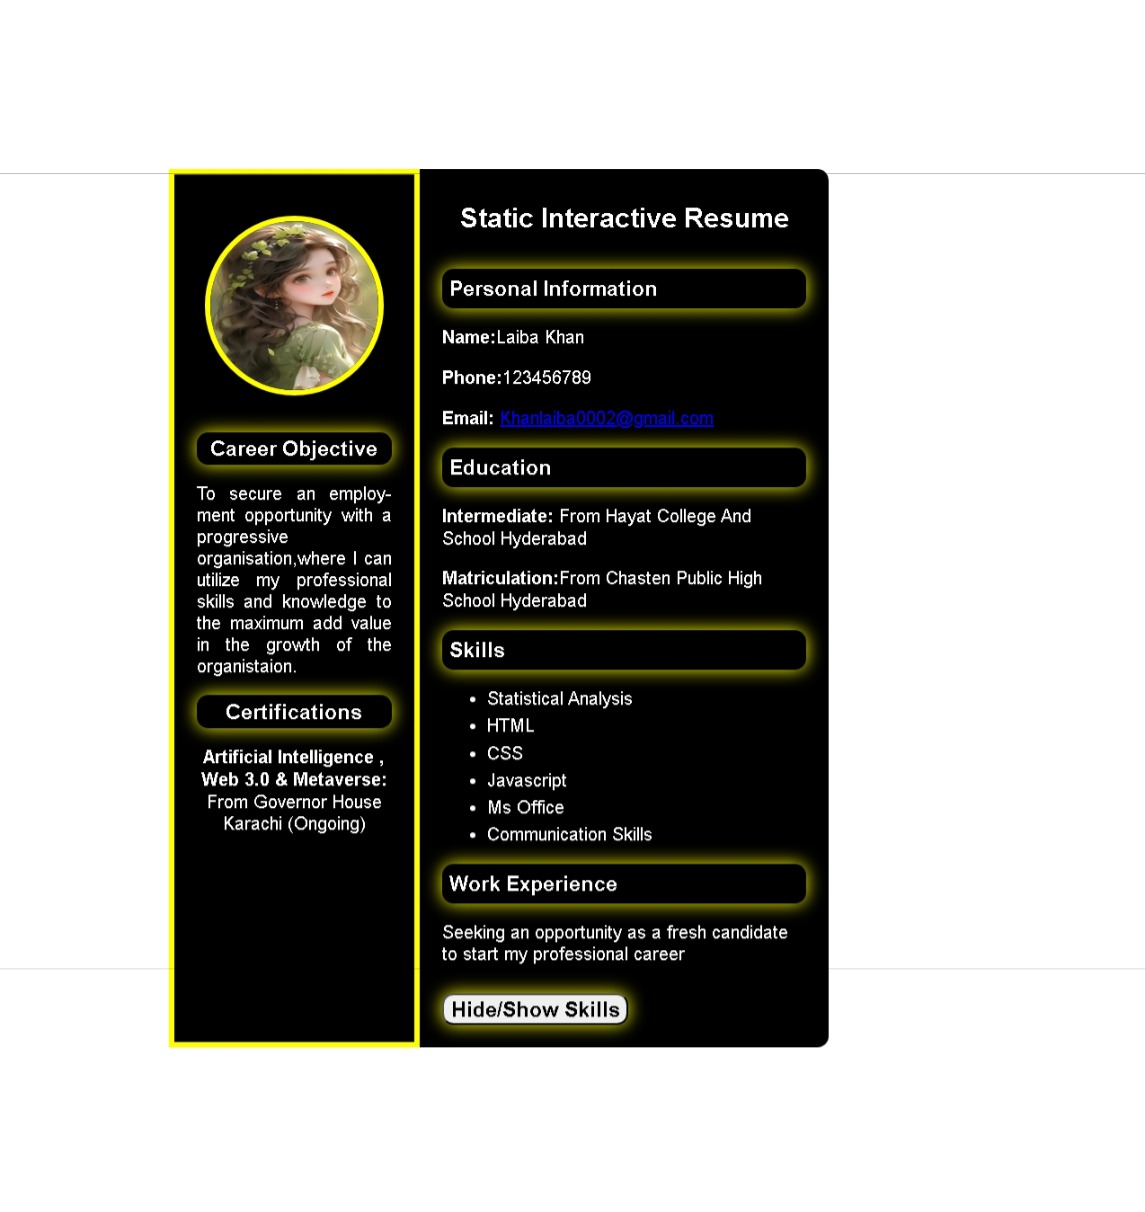 Career Objective
To secure an employ-
ment opportunity with a
progressive
organisation,where I can
utilize my professional
skills and knowledge to
the maximum add value
in the growth of the
organistaion.
Certifications
Artificial Intelligence ,
Web 3.0 & Metaverse:
From Governor House
Karachi (Ongoing)
Static Interactive Resume
Personal Information
Name:Laiba Khan
Phone:123456789
Email: Khanlaiba0002@gmail.com
Education
Intermediate: From Hayat College And
School Hyderabad
Matriculation:From Chasten Public High
School Hyderabad
Skills
• Statistical Analysis
• HTML
• CSS
• Javascript
• Ms Office
• Communication Skills
Work Experience
Seeking an opportunity as a fresh candidate
to start my professional career
Hide/Show Skills